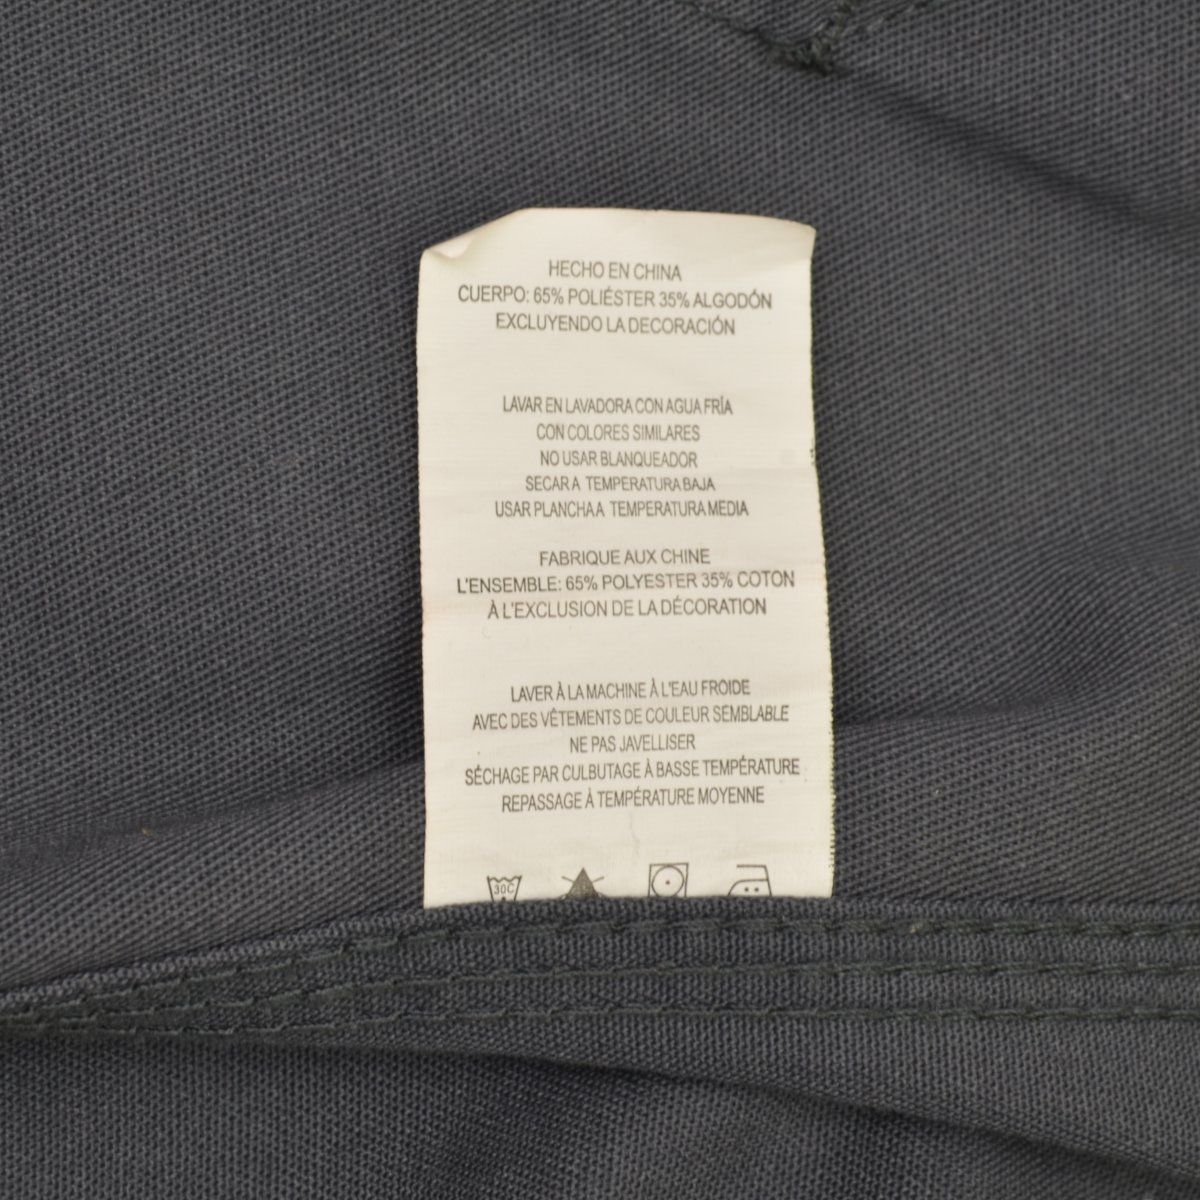 HECHO EN CHINA
CUERPO: 65% POLIÉSTER 35% ALGODÓN
EXCLUYENDO LA DECORACIÓN
LAVAR EN LAVADORA CON AGUA FRÍA
CON COLORES SIMILARES
NO USAR BLANQUEADOR
SECAR A TEMPERATURA BAJA
USAR PLANCHA A TEMPERATURA MEDIA
FABRIQUE AUX CHINE
L'ENSEMBLE: 65% POLYESTER 35% COTON
À L'EXCLUSION DE LA DÉCORATION
LAVER À LA MACHINE À L'EAU FROIDE
AVEC DES VÊTEMENTS DE COULEUR SEMBLABLE
NE PAS JAVELLISER
SÉCHAGE PAR CULBUTAGE À BASSE TEMPÉRATURE
REPASSAGE À TEMPÉRATURE MOYENNE
30C